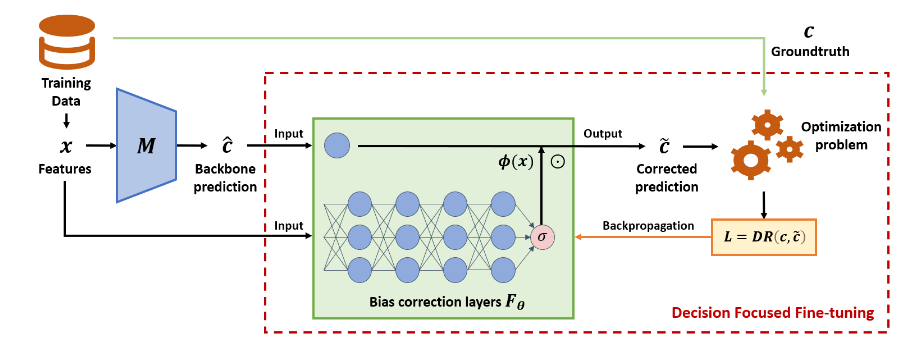 c
Groundtruth
Training
Data
x
Features
M
ĉ
Backbone
prediction
Input
Input
ϕ(x) ⊙
σ
Bias correction layers F_θ
Output
c̃
Corrected
prediction
Optimization
problem
Backpropagation
L = DR(c, c̃)
Decision Focused Fine-tuning